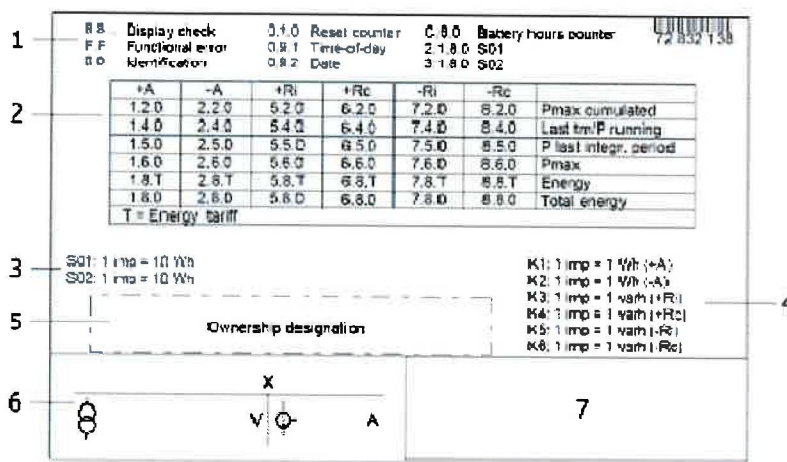 8.8 Display check 0.1.0 Reset counter C.8.0 Battery hours counter
1 F.F Functional error 0.9.1 Time-of-day 2:1.8.0 S01
0.0 Identification 0.9.2 Date 3:1.8.0 S02
72 832 138
+A -A +Ri +Rc -Ri -Rc
2 1.2.0 2.2.0 5.2.0 6.2.0 7.2.0 8.2.0 Pmax cumulated
1.4.0 2.4.0 5.4.0 6.4.0 7.4.0 8.4.0 Last tm/P running
1.5.0 2.5.0 5.5.0 6.5.0 7.5.0 8.5.0 P last integr. period
1.6.0 2.6.0 5.6.0 6.6.0 7.6.0 8.6.0 Pmax
1.8.T 2.8.T 5.8.T 6.8.T 7.8.T 8.8.T Energy
1.8.0 2.8.0 5.8.0 6.8.0 7.8.0 8.8.0 Total energy
T = Energy tariff
3 S01: 1 imp = 10 Wh
S02: 1 imp = 10 Wh
K1: 1 imp = 1 Wh (+A)
K2: 1 imp = 1 Wh (-A)
K3: 1 imp = 1 varh (+Ri)
K4: 1 imp = 1 varh (+Rc)
K5: 1 imp = 1 varh (-Ri)
K6: 1 imp = 1 varh (-Rc)
4
5 Ownership designation
6 X
V A
7